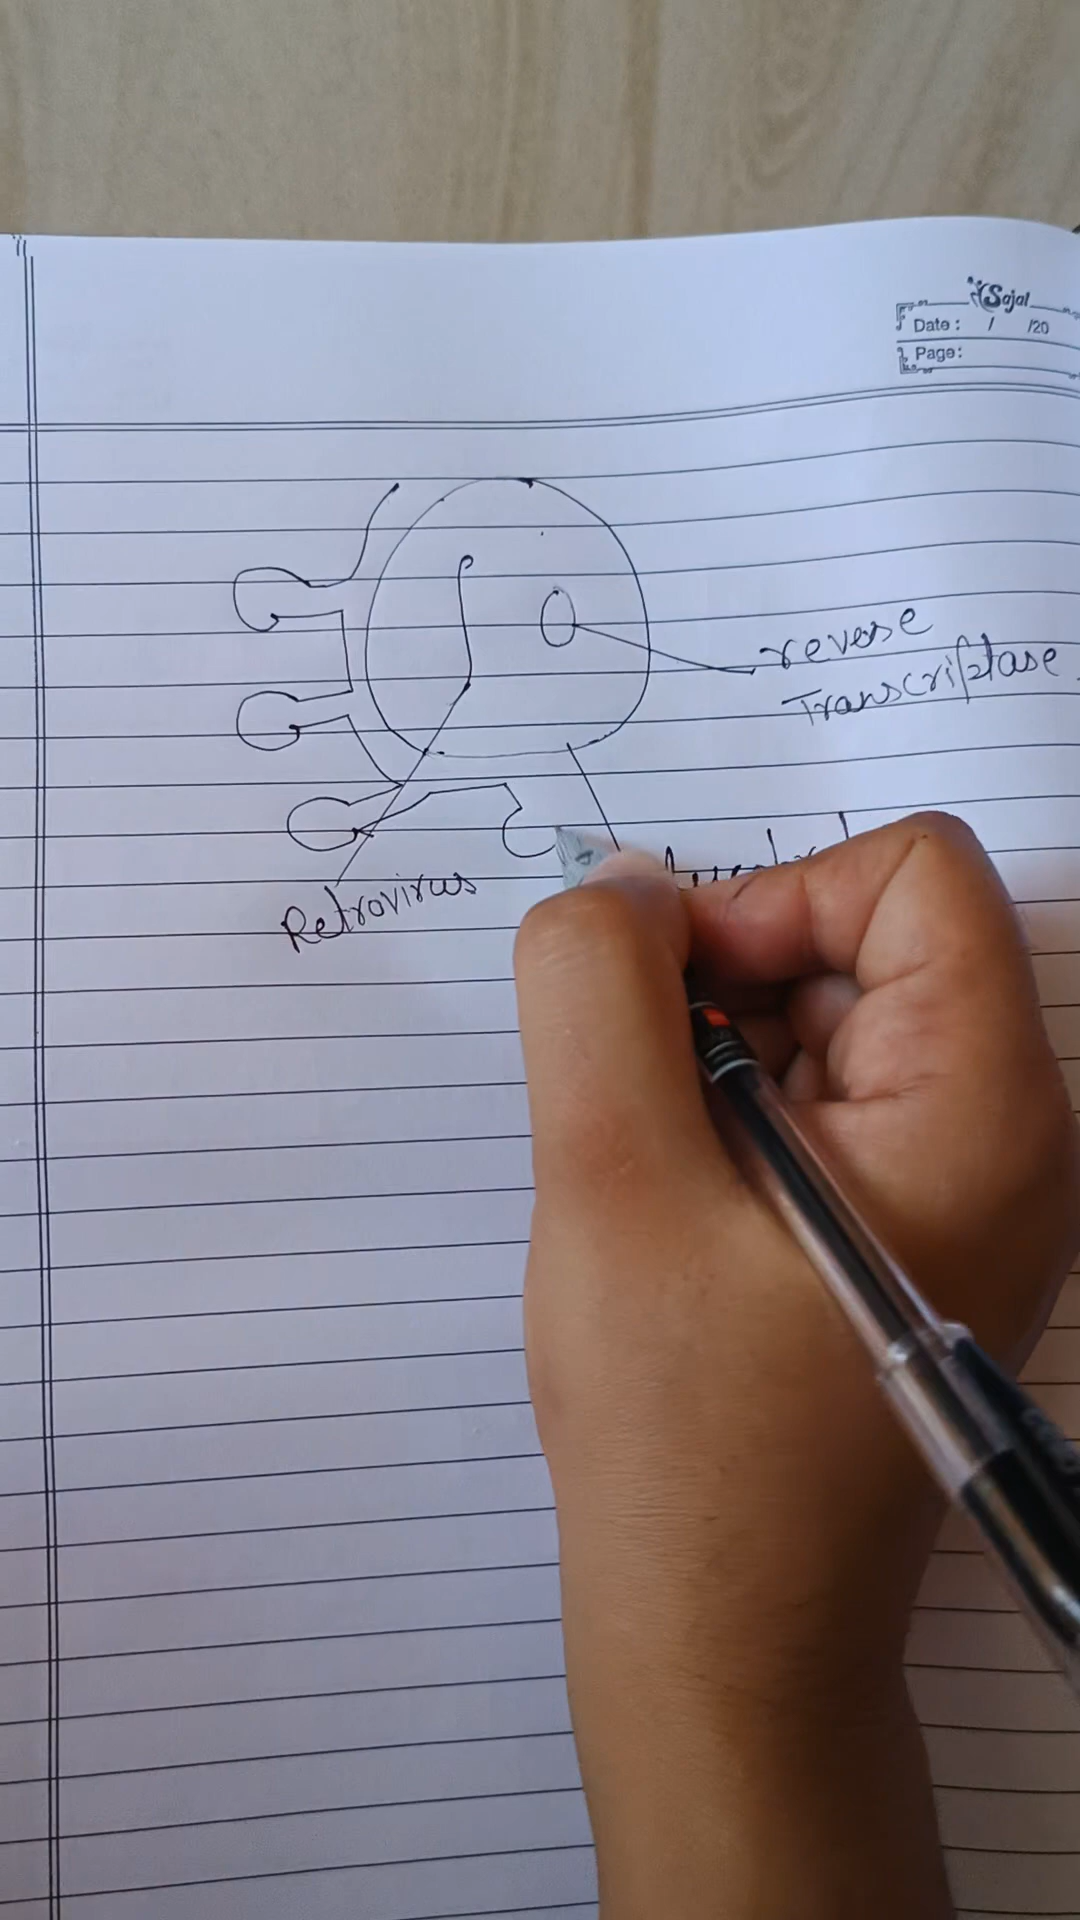 Sajal
Date : / /20
Page:
reverse
Transcriptase
Retrovirus